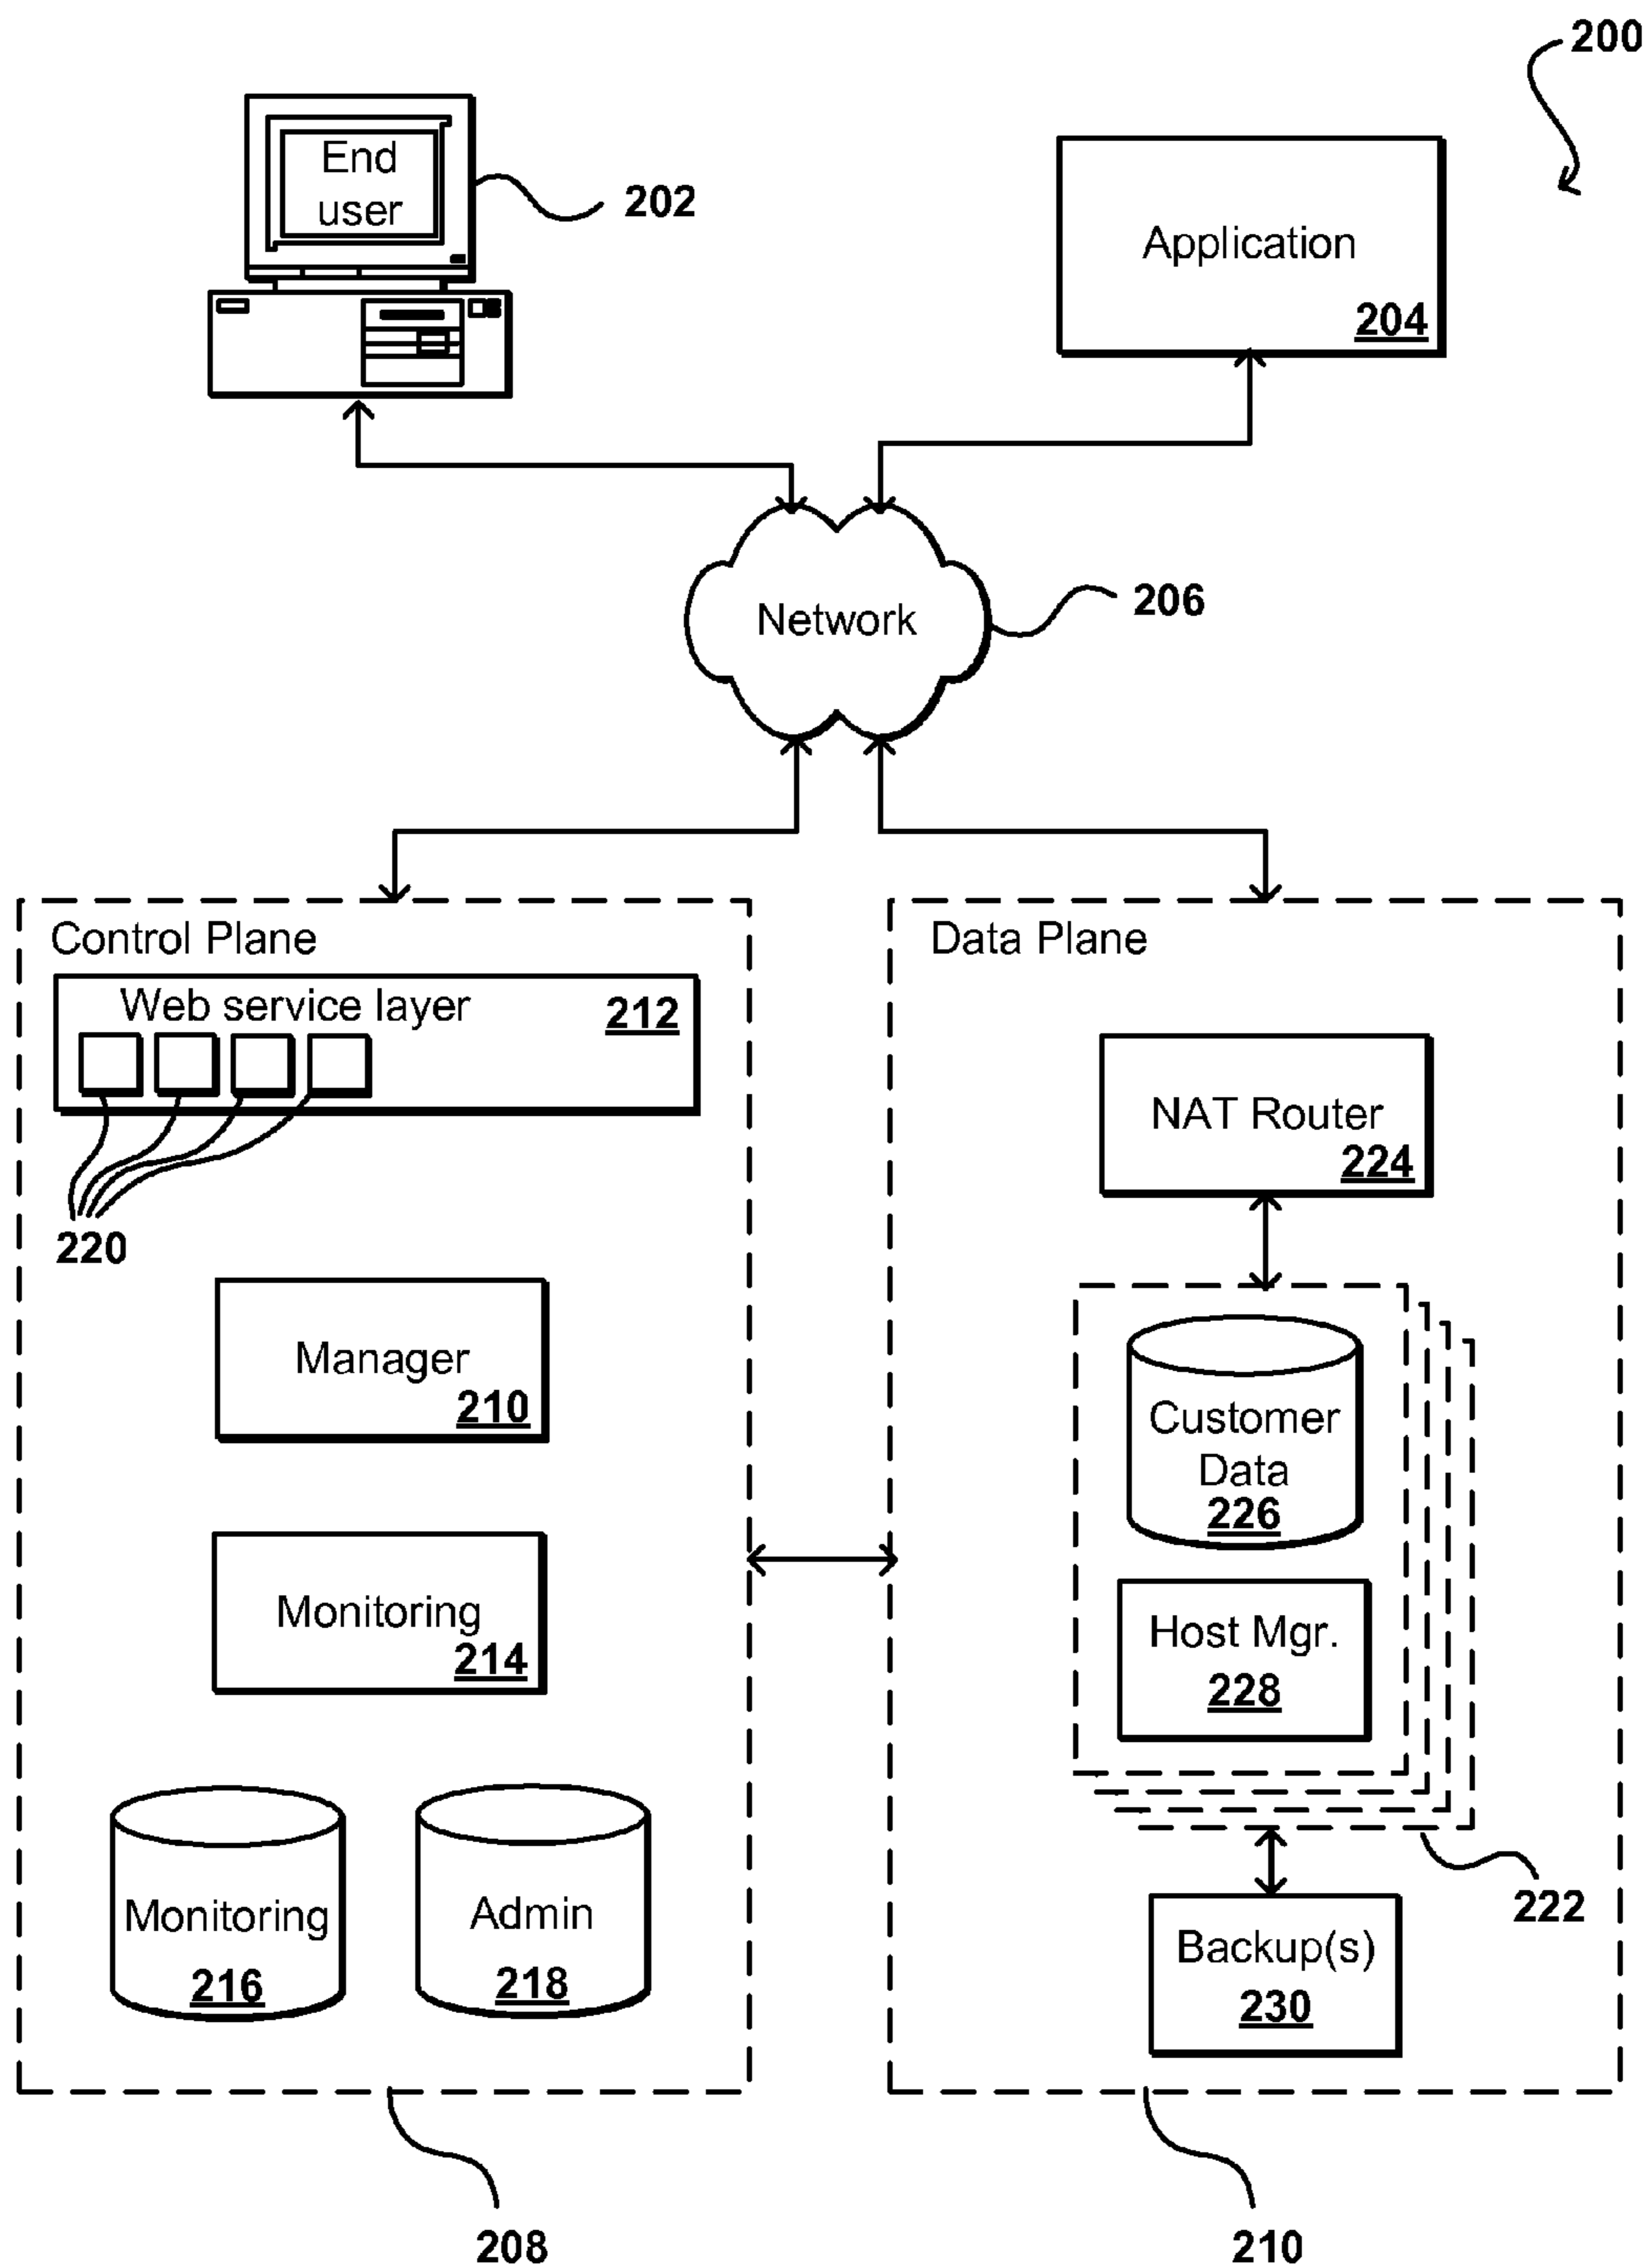 200
End
user
202
Application
204
Network
206
Control Plane
Web service layer
212
220
Manager
210
Monitoring
214
Monitoring
216
Admin
218
208
Data Plane
NAT Router
224
Customer
Data
226
Host Mgr.
228
222
Backup(s)
230
210